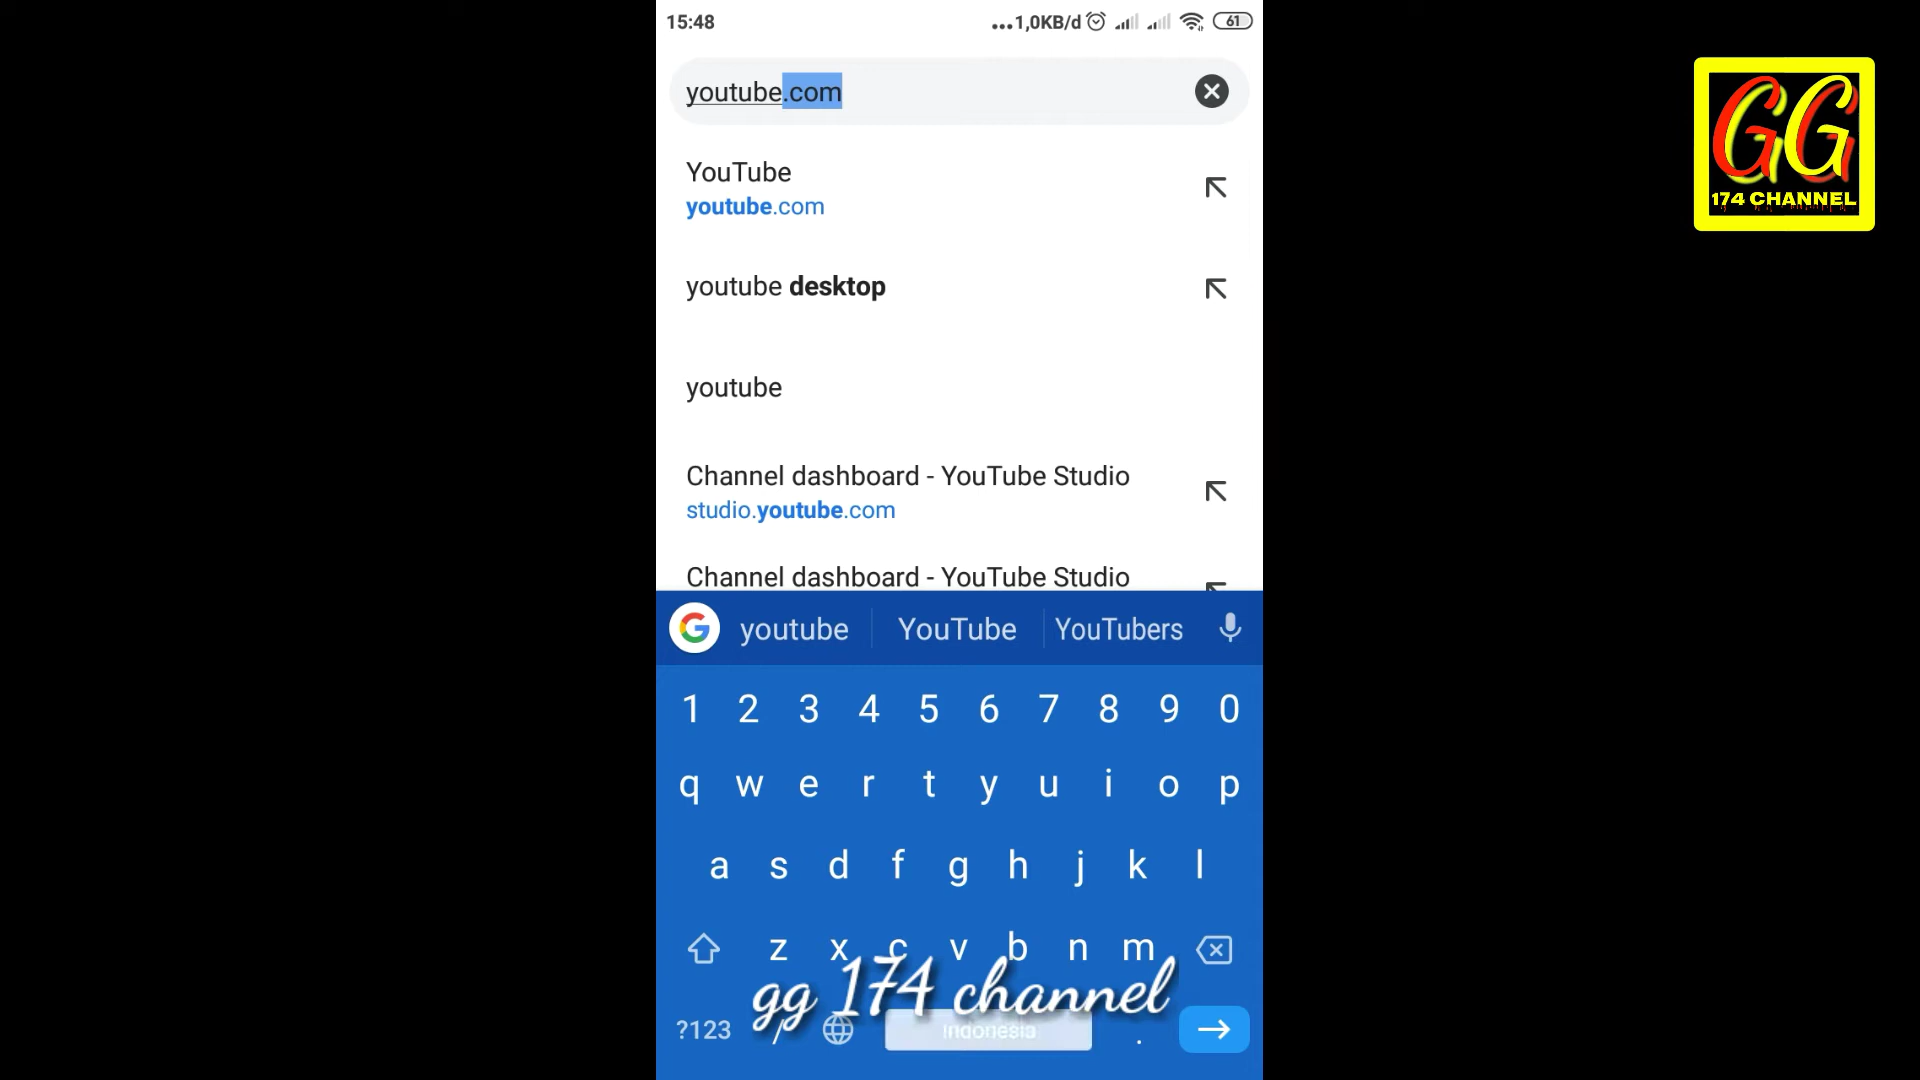 15:48
...1,0KB/d
61
youtube.com
GG
174 CHANNEL
YouTube
youtube.com
youtube desktop
youtube
Channel dashboard - YouTube Studio
studio.youtube.com
Channel dashboard - YouTube Studio
youtube YouTube YouTubers
1 2 3 4 5 6 7 8 9 0
q w e r t y u i o p
a s d f g h j k l
z x c v b n m
gg 174 channel
?123 / Indonesia .